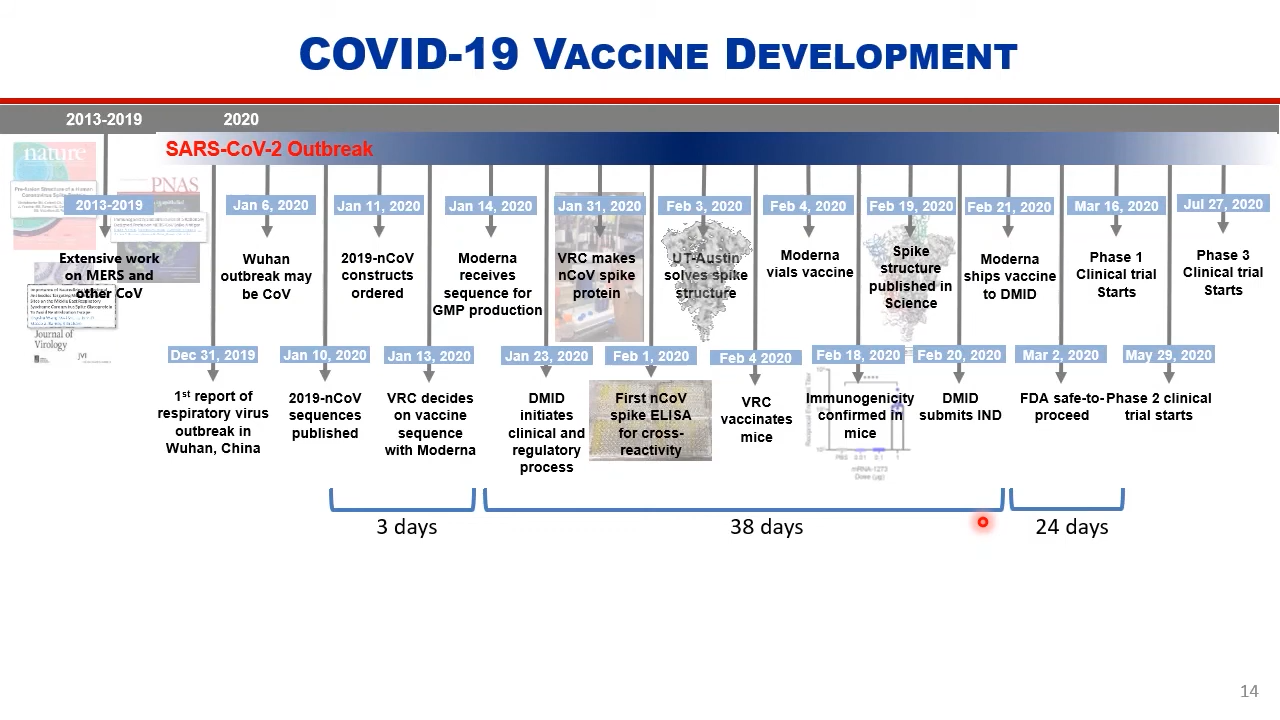 COVID-19 VACCINE DEVELOPMENT
2013-2019
2020
SARS-CoV-2 Outbreak
nature
PNAS
Journal of
Virology
2013-2019
Extensive work
on MERS and
other CoV
Dec 31, 2019
1st report of
respiratory virus
outbreak in
Wuhan, China
Jan 6, 2020
Wuhan
outbreak may
be CoV
Jan 10, 2020
2019-nCoV
sequences
published
Jan 11, 2020
2019-nCoV
constructs
ordered
Jan 13, 2020
VRC decides
on vaccine
sequence
with Moderna
Jan 14, 2020
Moderna
receives
sequence for
GMP production
Jan 23, 2020
DMID
initiates
clinical and
regulatory
process
Jan 31, 2020
VRC makes
nCoV spike
protein
Feb 1, 2020
First nCoV
spike ELISA
for cross-
reactivity
Feb 3, 2020
UT-Austin
solves spike
structure
Feb 4 2020
VRC
vaccinates
mice
Feb 4, 2020
Moderna
vials vaccine
Feb 18, 2020
Immunogenicity
confirmed in
mice
mRNA-1273
Dose (µg)
Feb 19, 2020
Spike
structure
published in
Science
Feb 20, 2020
DMID
submits IND
Feb 21, 2020
Moderna
ships vaccine
to DMID
Mar 2, 2020
FDA safe-to-
proceed
Mar 16, 2020
Phase 1
Clinical trial
Starts
May 29, 2020
Phase 2 clinical
trial starts
Jul 27, 2020
Phase 3
Clinical trial
Starts
3 days
38 days
24 days
14